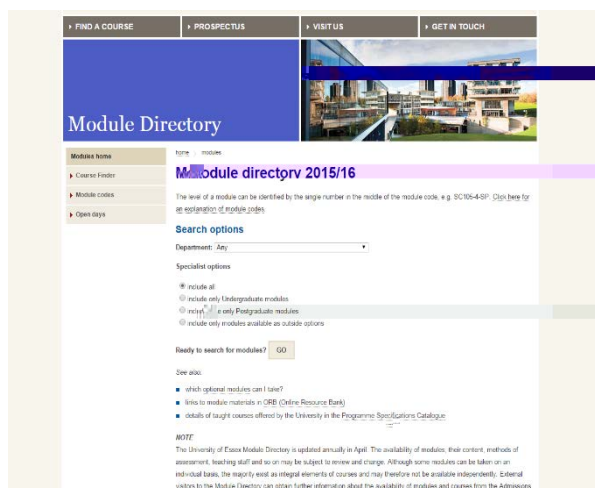 FIND A COURSE
PROSPECTUS
VISIT US
GET IN TOUCH
Module Directory
Modules home
Course Finder
Module codes
Open days
home modules
Module directory 2015/16
The level of a module can be identified by the single number in the middle of the module code, e.g. SC105-4-SP. Click here for
an explanation of module codes.
Search options
Department: Any
Specialist options
include all
include only Undergraduate modules
include only Postgraduate modules
include only modules available as outside options
Ready to search for modules? GO
See also:
which optional modules can I take?
links to module materials in ORB (Online Resource Bank)
details of taught courses offered by the University in the Programme Specifications Catalogue
NOTE
The University of Essex Module Directory is updated annually in April. The availability of modules, their content, methods of
assessment, teaching staff and so on may be subject to review and change. Although some modules can be taken on an
individual basis, the majority exist as integral elements of courses and may therefore not be available independently. External
visitors to the Module Directory can obtain further information about the availability of modules and courses from the Admissions